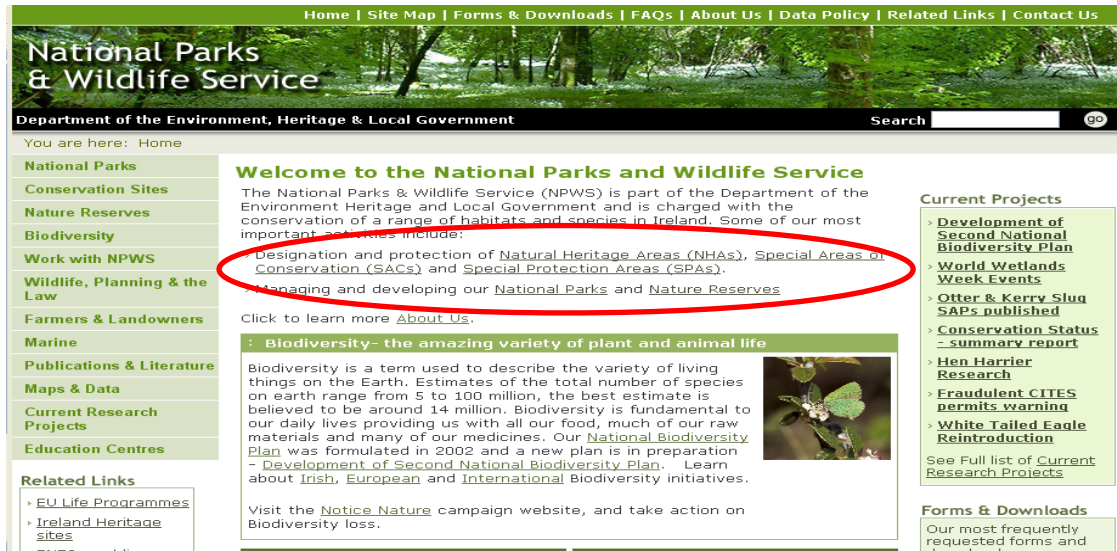 Home | Site Map | Forms & Downloads | FAQs | About Us | Data Policy | Related Links | Contact Us
National Parks
& Wildlife Service
Department of the Environment, Heritage & Local Government
Search
go
You are here: Home
National Parks
Conservation Sites
Nature Reserves
Biodiversity
Work with NPWS
Wildlife, Planning & the
Law
Farmers & Landowners
Marine
Publications & Literature
Maps & Data
Current Research
Projects
Education Centres
Related Links
EU Life Programmes
Ireland Heritage
sites
Welcome to the National Parks and Wildlife Service
The National Parks & Wildlife Service (NPWS) is part of the Department of the
Environment Heritage and Local Government and is charged with the
conservation of a range of habitats and species in Ireland. Some of our most
important activities include:
Designation and protection of Natural Heritage Areas (NHAs), Special Areas of
Conservation (SACs) and Special Protection Areas (SPAs).
Managing and developing our National Parks and Nature Reserves
Click to learn more About Us.
: Biodiversity- the amazing variety of plant and animal life
Biodiversity is a term used to describe the variety of living
things on the Earth. Estimates of the total number of species
on earth range from 5 to 100 million, the best estimate is
believed to be around 14 million. Biodiversity is fundamental to
our daily lives providing us with all our food, much of our raw
materials and many of our medicines. Our National Biodiversity
Plan was formulated in 2002 and a new plan is in preparation
– Development of Second National Biodiversity Plan. Learn
about Irish, European and International Biodiversity initiatives.
Visit the Notice Nature campaign website, and take action on
Biodiversity loss.
Current Projects
› Development of
Second National
Biodiversity Plan
› World Wetlands
Week Events
› Otter & Kerry Slug
SAPs published
› Conservation Status
- summary report
› Hen Harrier
Research
› Fraudulent CITES
permits warning
› White Tailed Eagle
Reintroduction
See Full list of Current
Research Projects
Forms & Downloads
Our most frequently
requested forms and